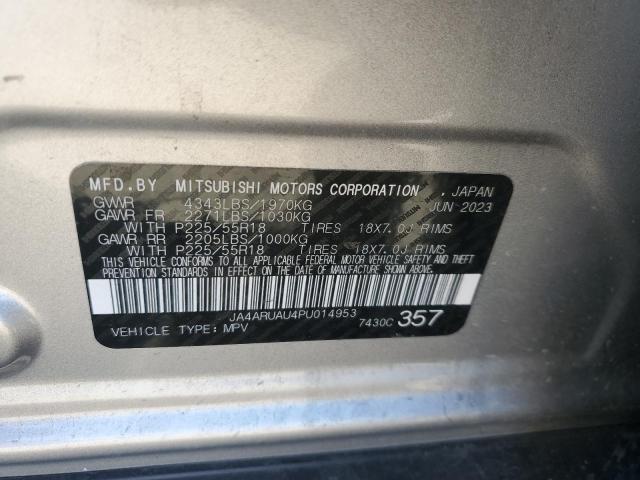 MFD.BY MITSUBISHI MOTORS CORPORATION . JAPAN
GVWR 4343LBS/1970KG JUN-2023
GAWR FR 2271LBS/1030KG
WITH P225/55R18 TIRES 18X7.0J RIMS
GAWR RR 2205LBS/1000KG
WITH P225/55R18 TIRES 18X7.0J RIMS
THIS VEHICLE CONFORMS TO ALL APPLICABLE FEDERAL MOTOR VEHICLE SAFETY AND THEFT
PREVENTION STANDARDS IN EFFECT ON THE DATE OF MANUFACTURE SHOWN ABOVE.
JA4ARUAU4PU014953
VEHICLE TYPE: MPV 7430C 357